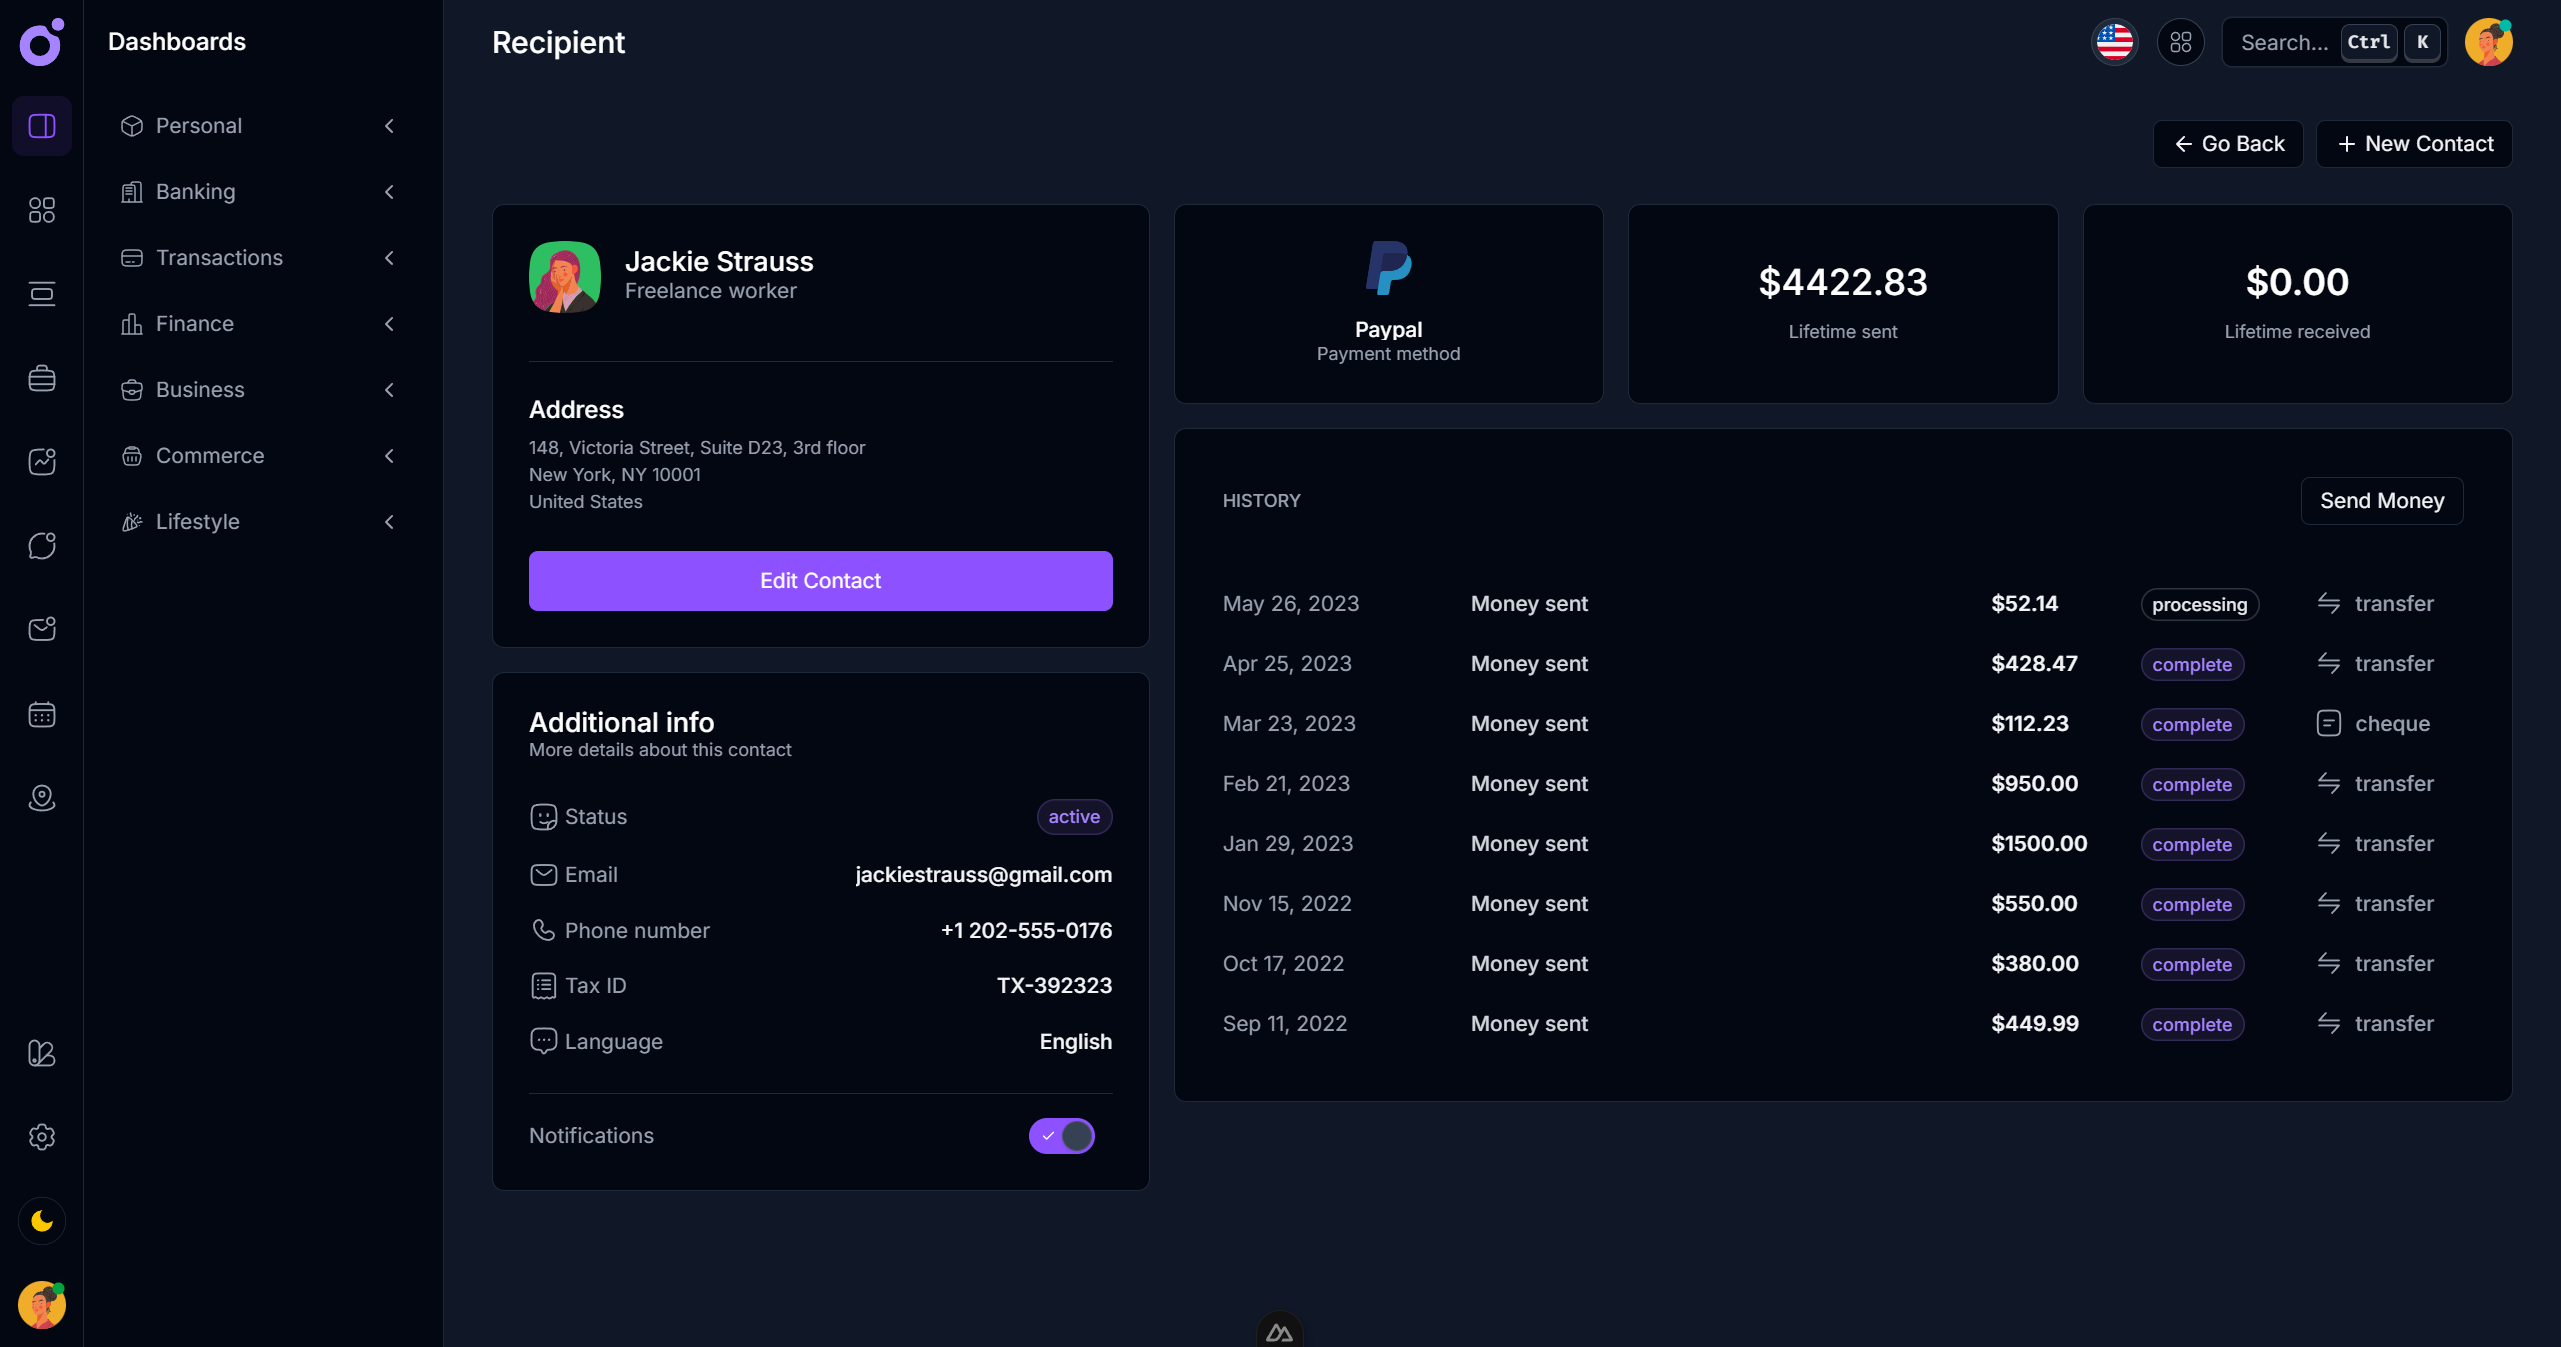 Dashboards
Personal
Banking
Transactions
Finance
Business
Commerce
Lifestyle
Recipient
Search... Ctrl K
Go Back
New Contact
Jackie Strauss
Freelance worker
Address
148, Victoria Street, Suite D23, 3rd floor
New York, NY 10001
United States
Edit Contact
Additional info
More details about this contact
Status active
Email jackiestrauss@gmail.com
Phone number +1 202-555-0176
Tax ID TX-392323
Language English
Notifications
Paypal
Payment method
$4422.83
Lifetime sent
$0.00
Lifetime received
HISTORY
Send Money
May 26, 2023 Money sent $52.14 processing transfer
Apr 25, 2023 Money sent $428.47 complete transfer
Mar 23, 2023 Money sent $112.23 complete cheque
Feb 21, 2023 Money sent $950.00 complete transfer
Jan 29, 2023 Money sent $1500.00 complete transfer
Nov 15, 2022 Money sent $550.00 complete transfer
Oct 17, 2022 Money sent $380.00 complete transfer
Sep 11, 2022 Money sent $449.99 complete transfer